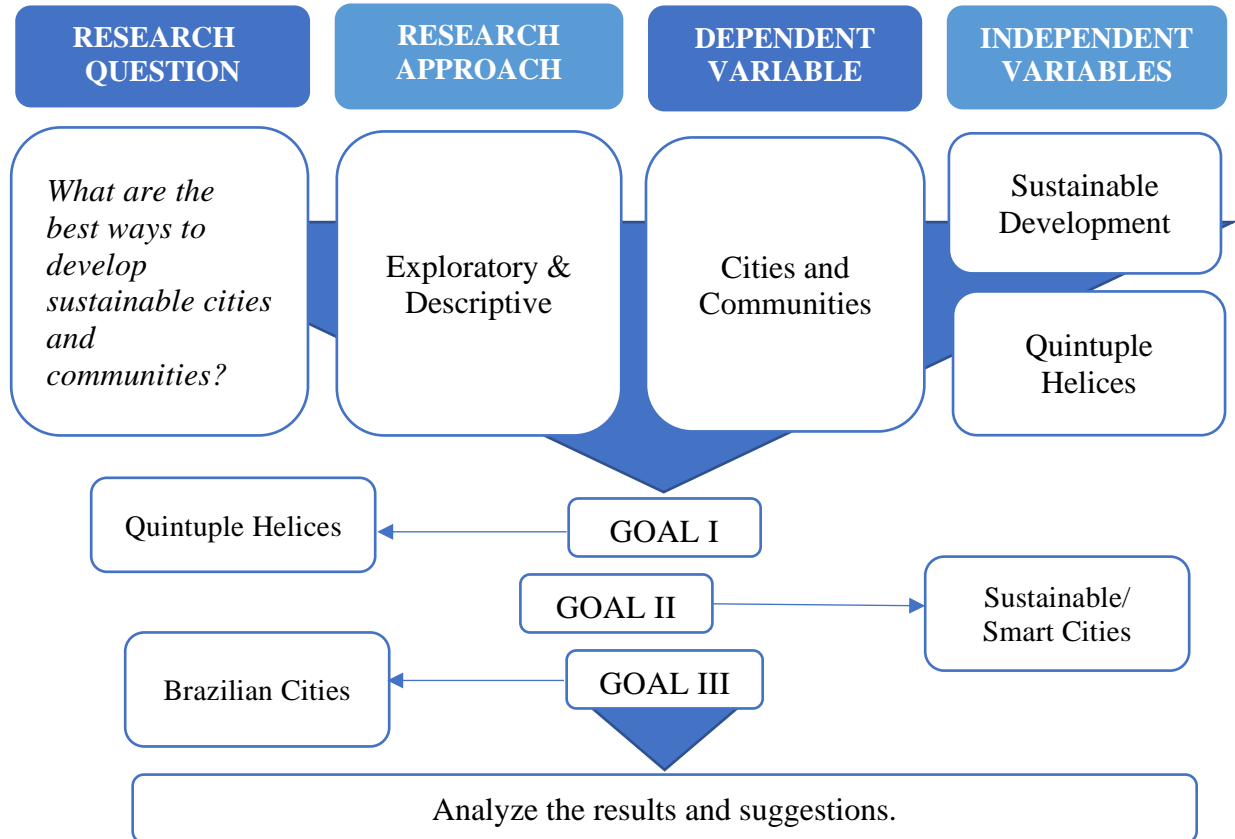 RESEARCH
QUESTION
RESEARCH
APPROACH
DEPENDENT
VARIABLE
INDEPENDENT
VARIABLES
What are the
best ways to
develop
sustainable cities
and
communities?
Exploratory &
Descriptive
Cities and
Communities
Sustainable
Development
Quintuple
Helices
Quintuple Helices
GOAL I
GOAL II
Sustainable/
Smart Cities
Brazilian Cities
GOAL III
Analyze the results and suggestions.